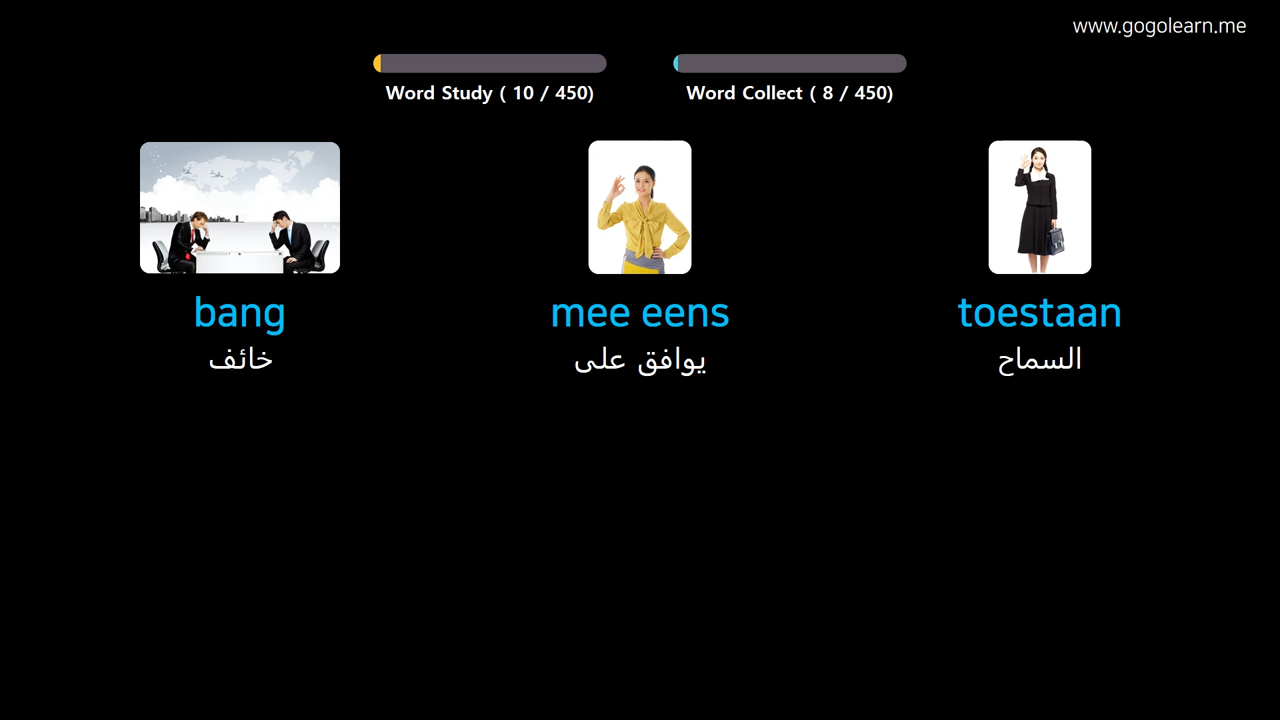 www.gogolearn.me
Word Study ( 10 / 450)
Word Collect ( 8 / 450)
bang
mee eens
toestaan
خائف
يوافق على
السماح